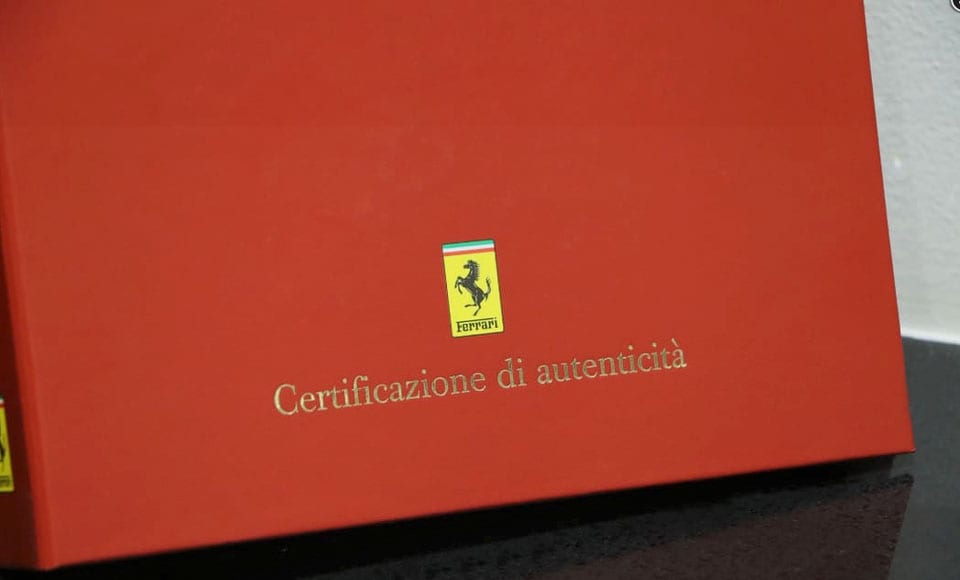 Ferrari
Certificazione di autenticità